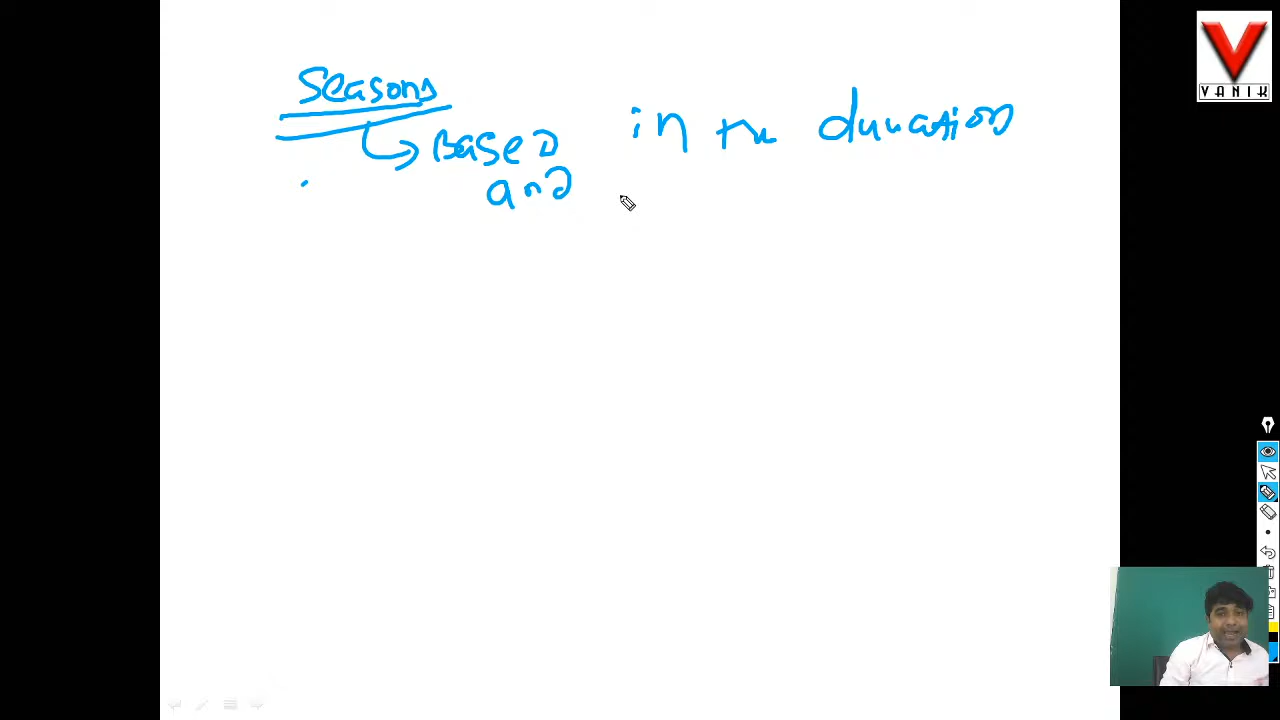 Seasons
Based in the duration
and
VANIK